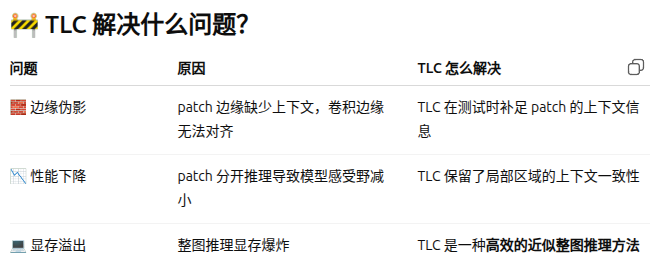 🚧 TLC 解决什么问题？
问题 原因 TLC 怎么解决
🧱 边缘伪影 patch 边缘缺少上下文，卷积边缘 TLC 在测试时补足 patch 的上下文信
无法对齐 息
📉 性能下降 patch 分开推理导致模型感受野减 TLC 保留了局部区域的上下文一致性
小
💻 显存溢出 整图推理显存爆炸 TLC 是一种高效的近似整图推理方法